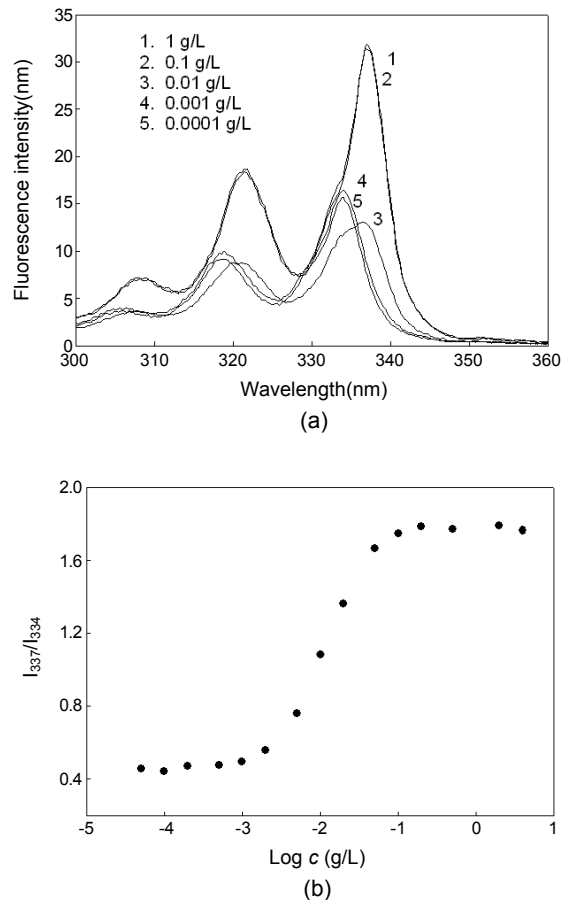 35
30
25
20
15
10
5
0
Fluorescence intensity(nm)
1. 1 g/L
2. 0.1 g/L
3. 0.01 g/L
4. 0.001 g/L
5. 0.0001 g/L
1
2
4
5
3
300 310 320 330 340 350 360
Wavelength(nm)
(a)
2.0
1.6
1.2
0.8
0.4
I337/I334
-5 -4 -3 -2 -1 0 1
Log c (g/L)
(b)